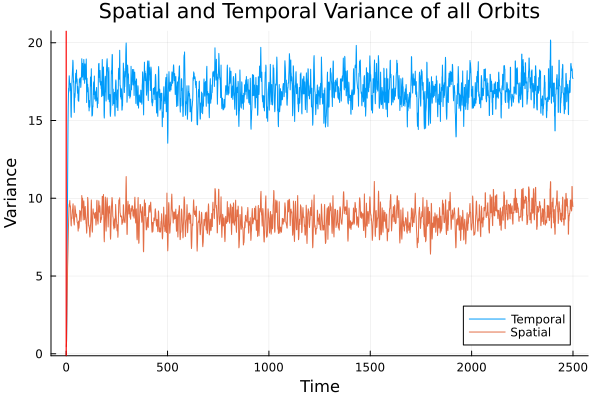 Spatial and Temporal Variance of all Orbits
20
15
10
5
0
Variance
Temporal
Spatial
0 500 1000 1500 2000 2500
Time